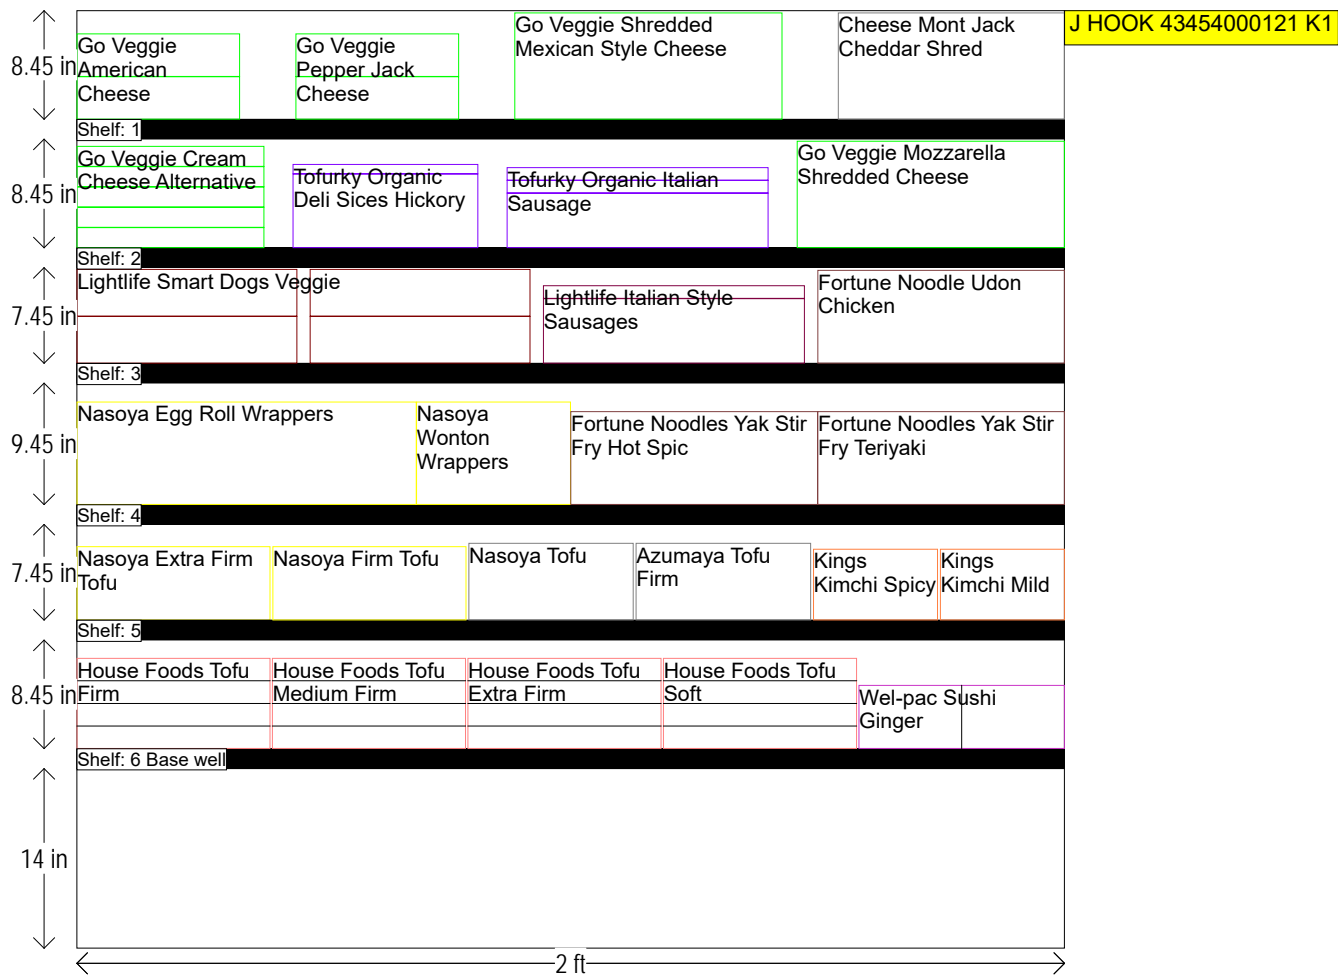 J HOOK 43454000121 K1
8.45 in
Go Veggie
American
Cheese
Go Veggie
Pepper Jack
Cheese
Go Veggie Shredded
Mexican Style Cheese
Cheese Mont Jack
Cheddar Shred
Shelf: 1
8.45 in
Go Veggie Cream
Cheese Alternative
Tofurky Organic
Deli Sices Hickory
Tofurky Organic Italian
Sausage
Go Veggie Mozzarella
Shredded Cheese
Shelf: 2
7.45 in
Lightlife Smart Dogs Veggie
Lightlife Italian Style
Sausages
Fortune Noodle Udon
Chicken
Shelf: 3
9.45 in
Nasoya Egg Roll Wrappers
Nasoya
Wonton
Wrappers
Fortune Noodles Yak Stir
Fry Hot Spic
Fortune Noodles Yak Stir
Fry Teriyaki
Shelf: 4
7.45 in
Nasoya Extra Firm
Tofu
Nasoya Firm Tofu
Nasoya Tofu
Azumaya Tofu
Firm
Kings
Kimchi Spicy
Kings
Kimchi Mild
Shelf: 5
8.45 in
House Foods Tofu
Firm
House Foods Tofu
Medium Firm
House Foods Tofu
Extra Firm
House Foods Tofu
Soft
Wel-pac Sushi
Ginger
Shelf: 6 Base well
14 in
2 ft